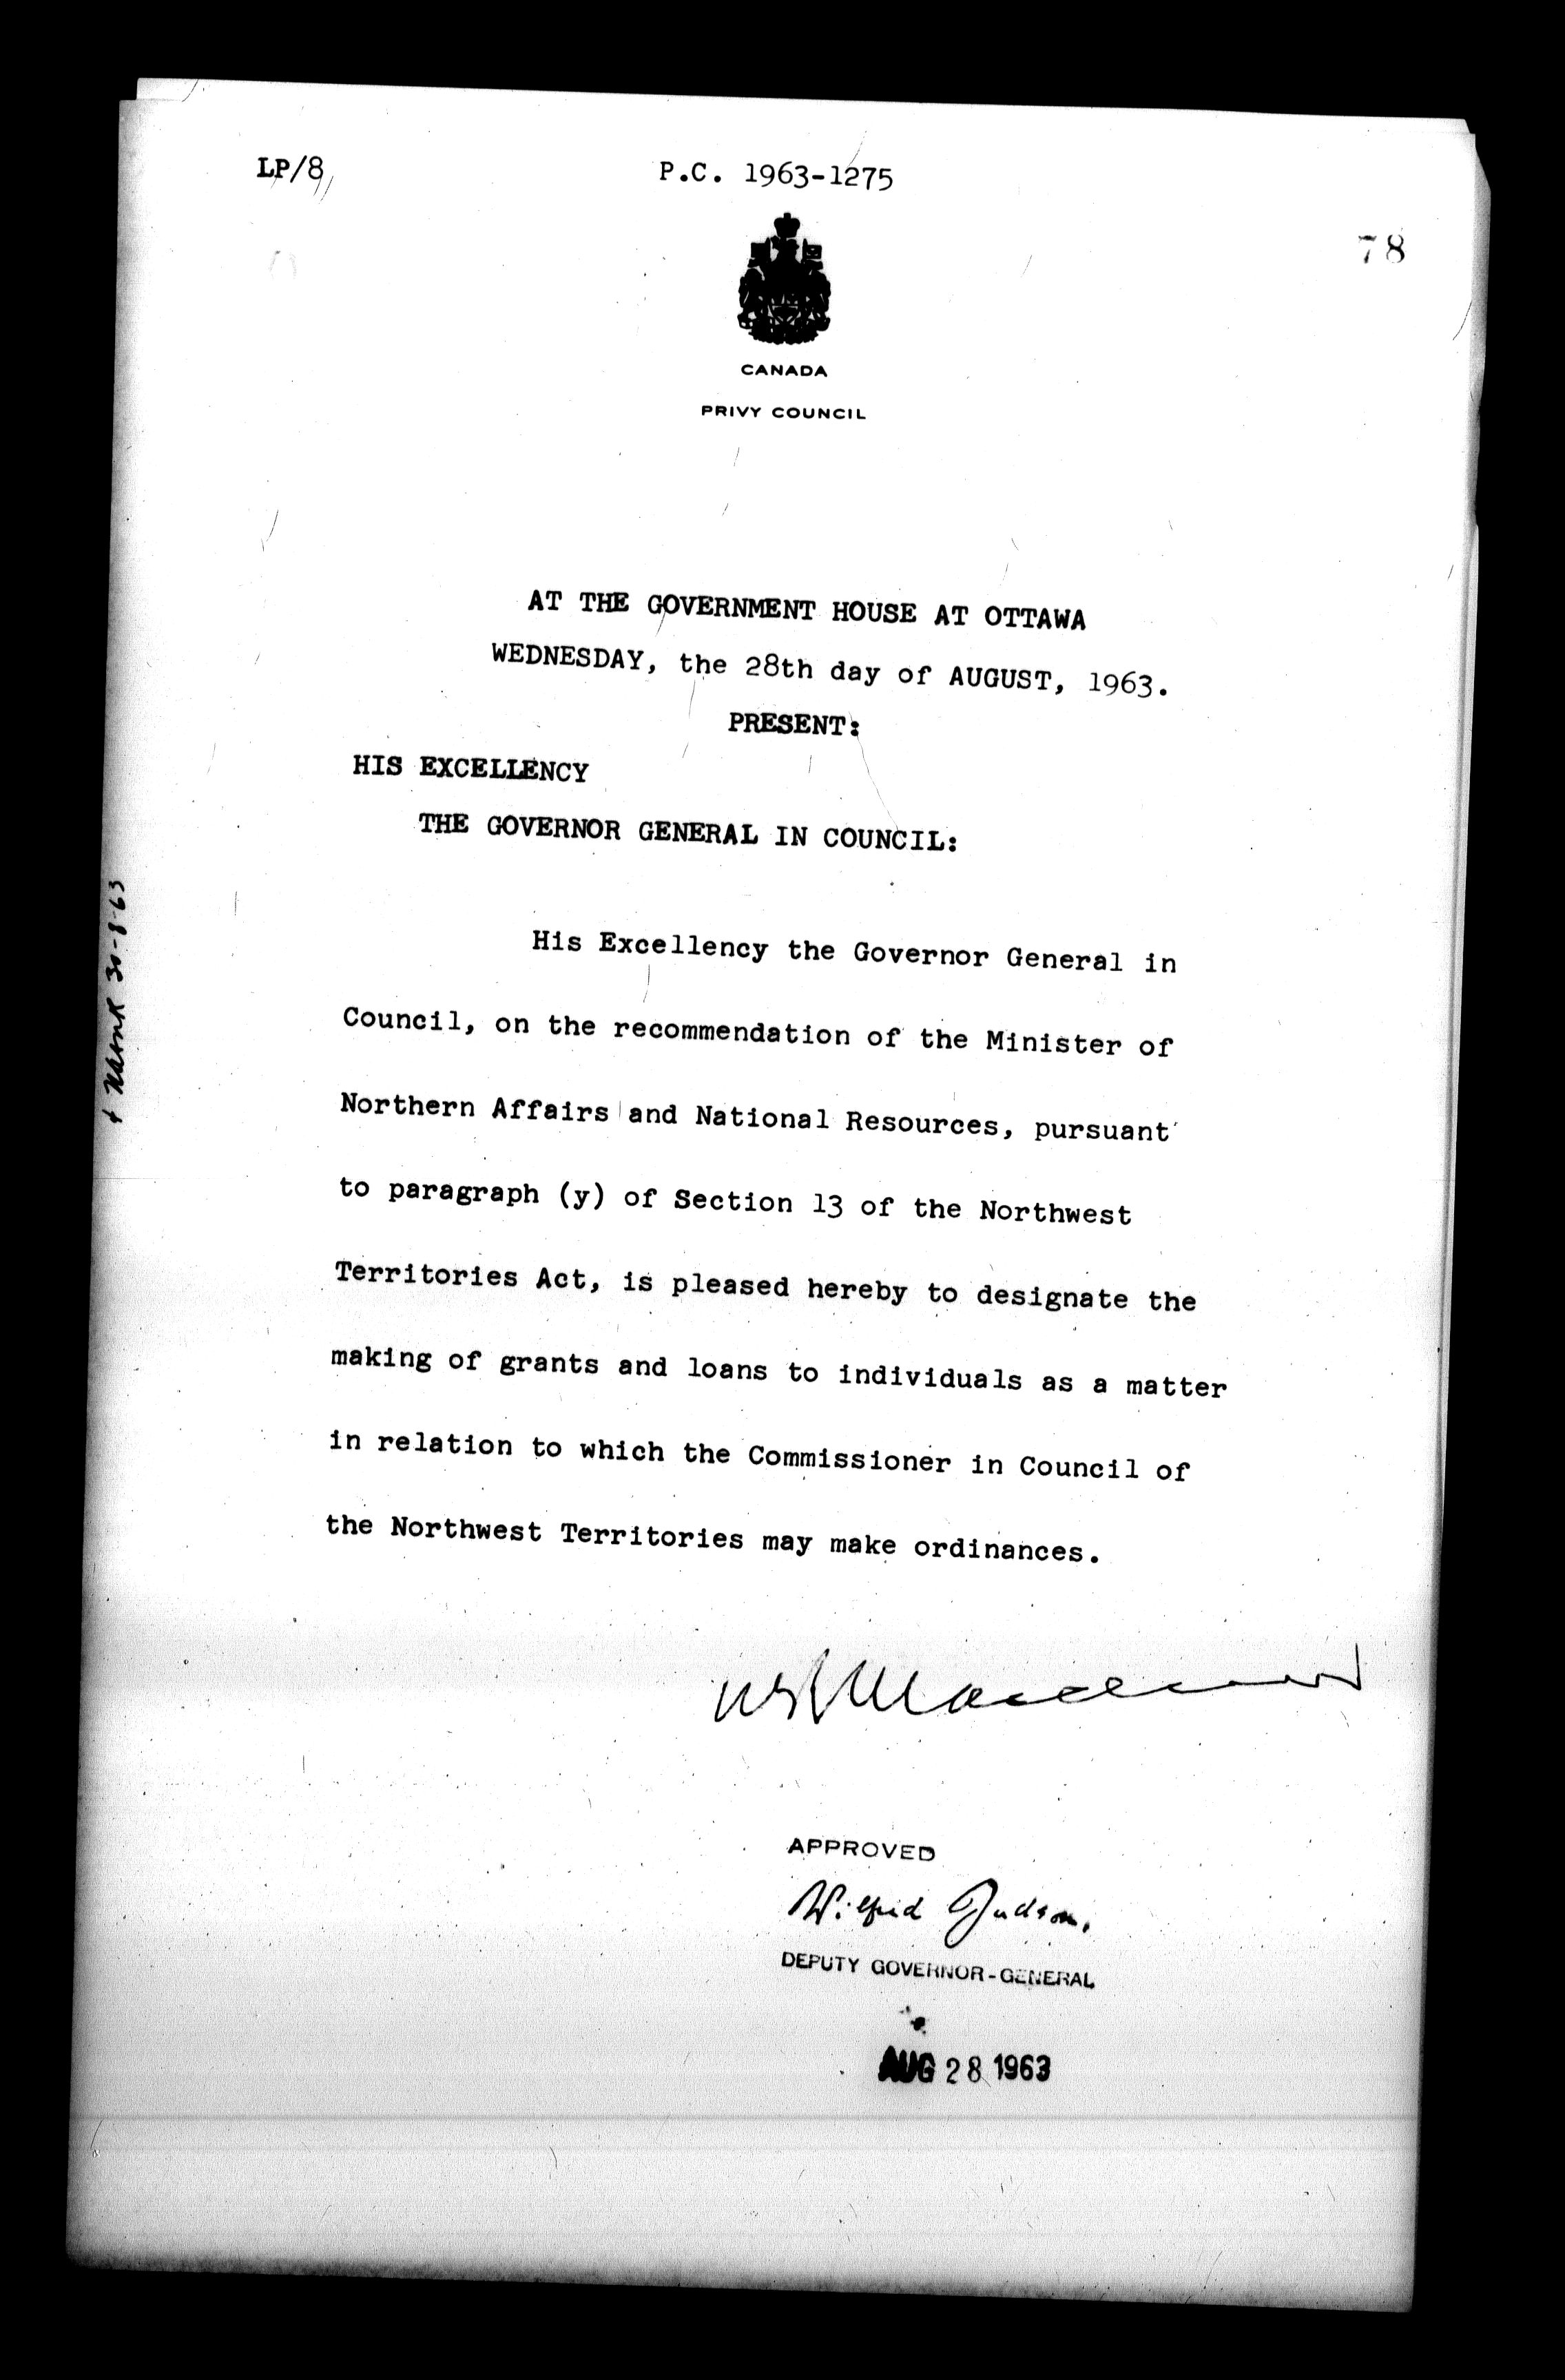 LP/8
P.C. 1963-1275
78
CANADA
PRIVY COUNCIL
AT THE GOVERNMENT HOUSE AT OTTAWA
WEDNESDAY, the 28th day of AUGUST, 1963.
PRESENT:
HIS EXCELLENCY
THE GOVERNOR GENERAL IN COUNCIL:
His Excellency the Governor General in
Council, on the recommendation of the Minister of
Northern Affairs and National Resources, pursuant
to paragraph (y) of Section 13 of the Northwest
Territories Act, is pleased hereby to designate the
making of grants and loans to individuals as a matter
in relation to which the Commissioner in Council of
the Northwest Territories may make ordinances.
APPROVED
Wilfrid Judson.
DEPUTY GOVERNOR-GENERAL
AUG 28 1963
30-8-63